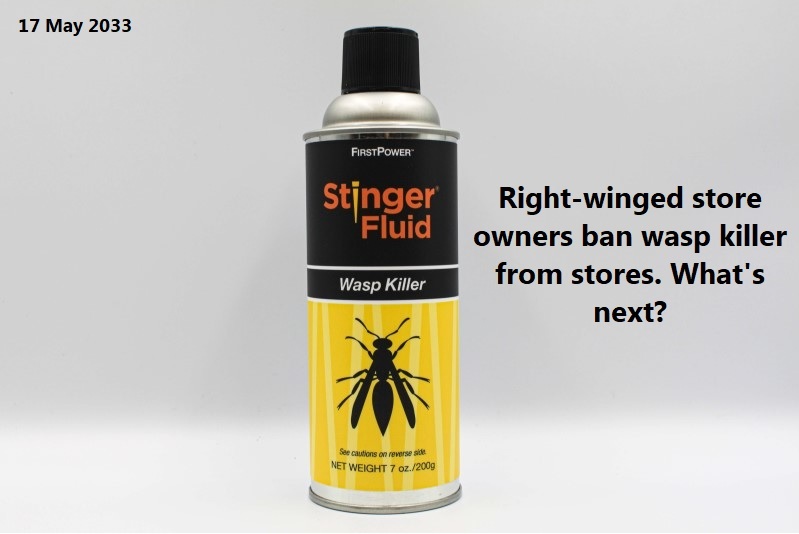 17 May 2033
FIRSTPOWER™
Stinger®
Fluid
Wasp Killer
See cautions on reverse side.
NET WEIGHT 7 oz./200g
Right-winged store
owners ban wasp killer
from stores. What's
next?